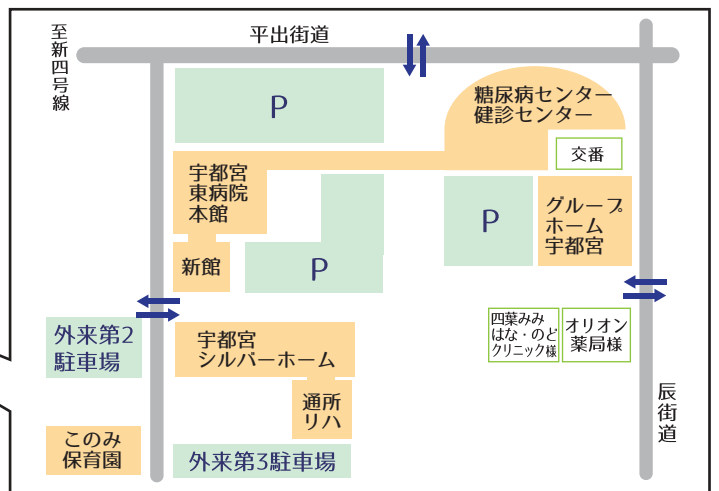 至新四号線
平出街道
P
糖尿病センター
健診センター
交番
宇都宮
東病院
本館
P
グループ
ホーム
宇都宮
新館
P
外来第2
駐車場
宇都宮
シルバーホーム
四葉みみ
はな・のど
クリニック様
オリオン
薬局様
通所
リハ
辰街道
このみ
保育園
外来第3駐車場